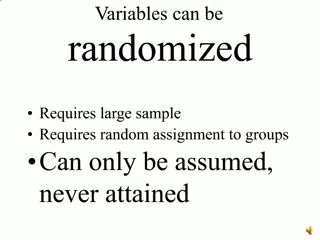 Variables can be
randomized
• Requires large sample
• Requires random assignment to groups
• Can only be assumed,
never attained